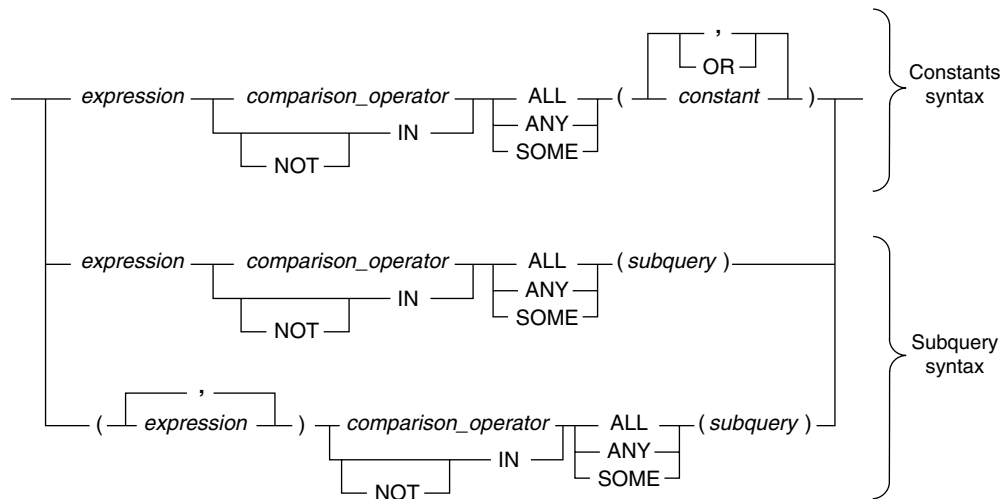 ,
OR
expression comparison_operator ALL ( constant )
NOT IN ANY
SOME
Constants
syntax
expression comparison_operator ALL ( subquery )
NOT IN ANY
SOME
,
( expression ) comparison_operator ALL ( subquery )
NOT IN ANY
SOME
Subquery
syntax